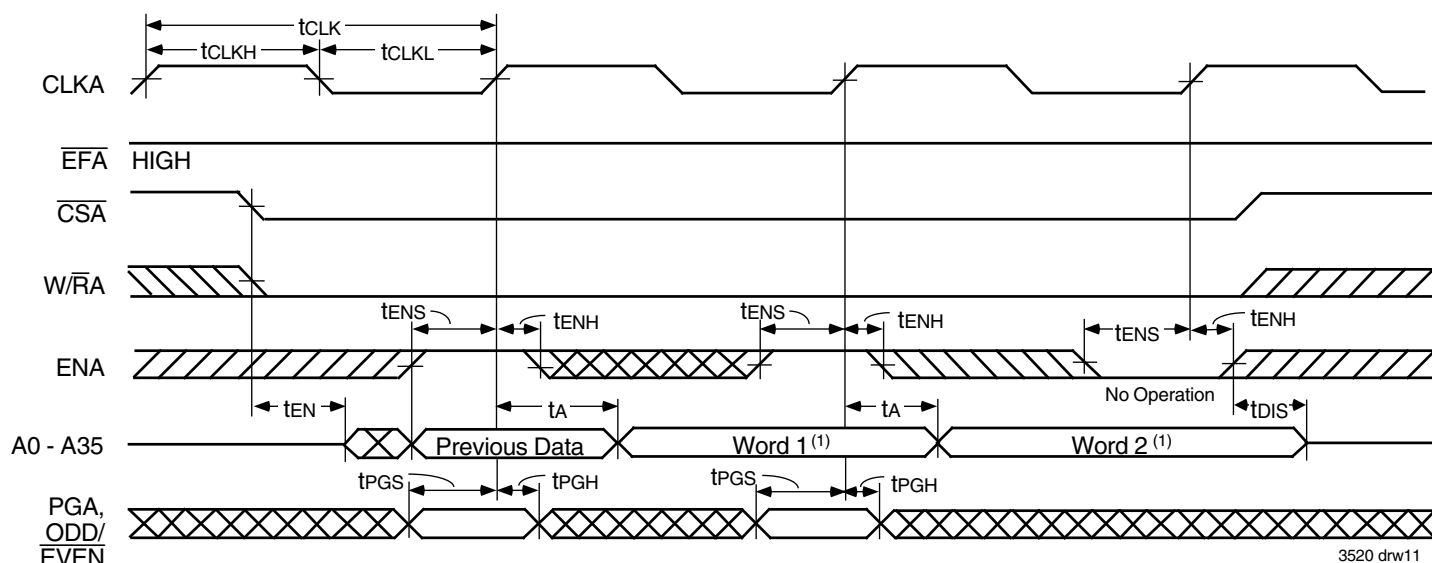 tCLK
tCLKH
tCLKL
CLKA
EFA
HIGH
CSA
W/RA
tENS
tENH
tENS
tENH
tENS
tENH
ENA
No Operation
tEN
tA
tA
tDIS
A0 - A35
Previous Data
Word 1 (1)
Word 2 (1)
tPGS
tPGH
tPGS
tPGH
PGA,
ODD/
EVEN
3520 drw11